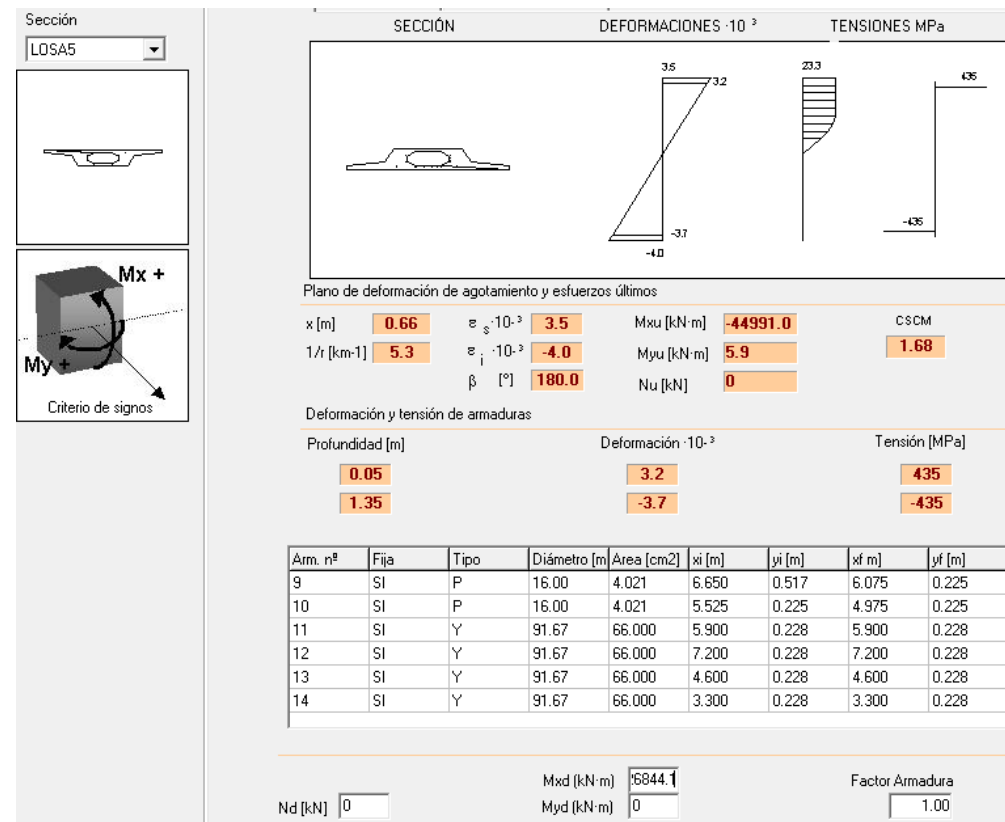 Sección
LOSA5
Mx +
My +
Criterio de signos
SECCIÓN DEFORMACIONES ·10 ³ TENSIONES MPa
3.5
3.2
-3.7
-4.0
23.3
435
-435
Plano de deformación de agotamiento y esfuerzos últimos
x [m] 0.66 ε s ·10-³ 3.5 Mxu [kN·m] -44991.0 CSCM
1/r [km-1] 5.3 ε i ·10-³ -4.0 Myu [kN·m] 5.9 1.68
β [º] 180.0 Nu [kN] 0
Deformación y tensión de armaduras
Profundidad [m] Deformación ·10-³ Tensión [MPa]
0.05 3.2 435
1.35 -3.7 -435
Arm. nº Fija Tipo Diámetro [m Area [cm2] xi [m] yi [m] xf m] yf [m]
9 SI P 16.00 4.021 6.650 0.517 6.075 0.225
10 SI P 16.00 4.021 5.525 0.225 4.975 0.225
11 SI Y 91.67 66.000 5.900 0.228 5.900 0.228
12 SI Y 91.67 66.000 7.200 0.228 7.200 0.228
13 SI Y 91.67 66.000 4.600 0.228 4.600 0.228
14 SI Y 91.67 66.000 3.300 0.228 3.300 0.228
Mxd (kN·m) 6844.1 Factor Armadura
Nd [kN] 0 Myd (kN·m) 0 1.00